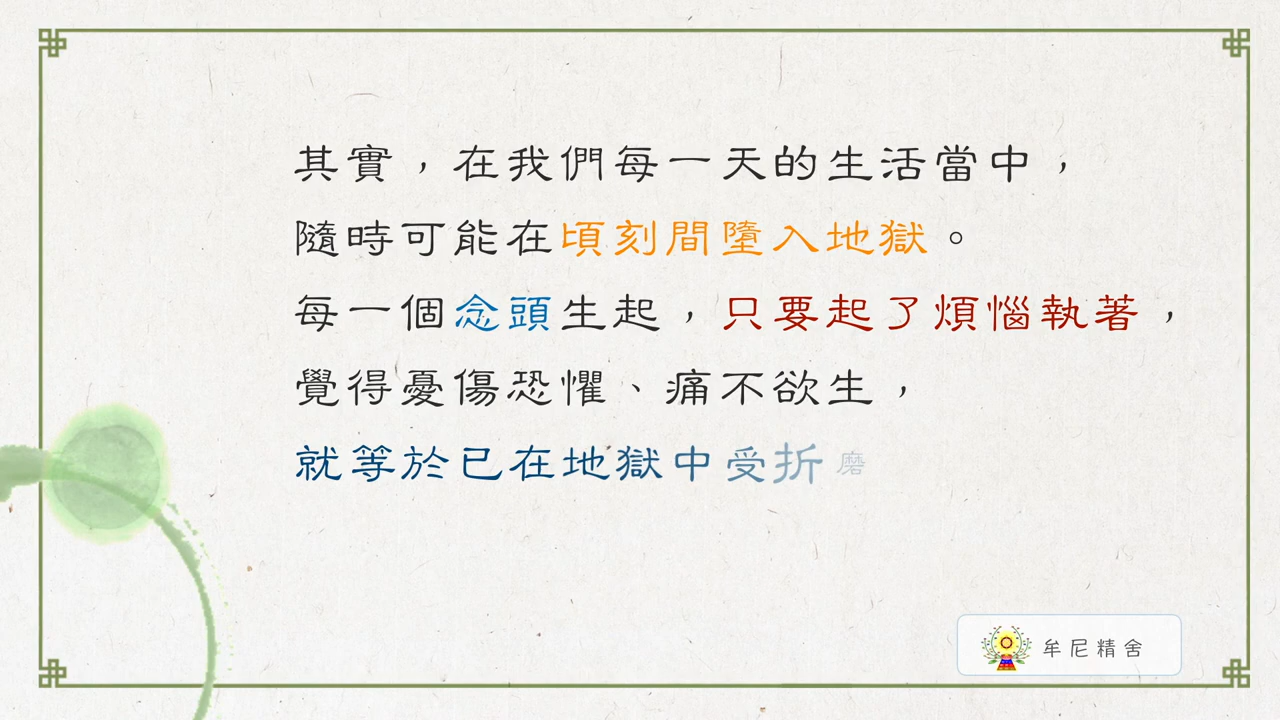 其實，在我們每一天的生活當中，
隨時可能在頃刻間墮入地獄。
每一個念頭生起，只要起了煩惱執著，
覺得憂傷恐懼、痛不欲生，
就等於已在地獄中受折磨
牟尼精舍